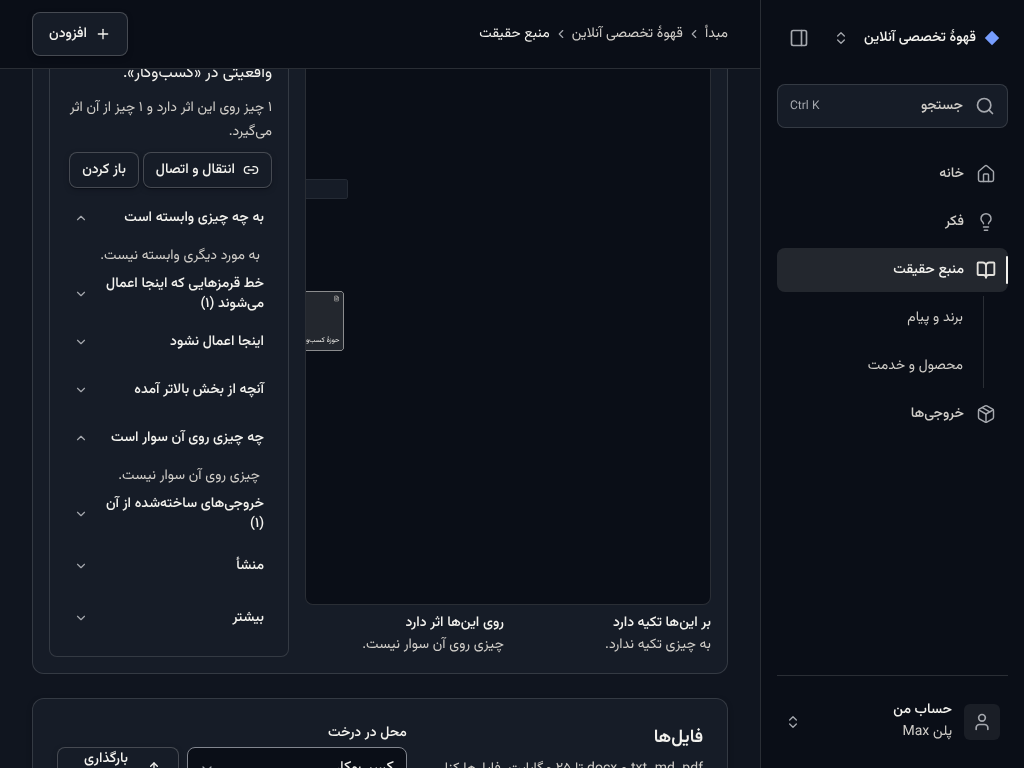 قهوهٔ تخصصی آنلاین
جستجو
Ctrl K
خانه
فکر
منبع حقیقت
برند و پیام
محصول و خدمت
خروجی‌ها
حساب من
پلن Max
مبدأ
قهوهٔ تخصصی آنلاین
منبع حقیقت
افزودن
واقعیتی در «کسب‌وکار».
۱ چیز روی این اثر دارد و ۱ چیز از آن اثر
می‌گیرد.
انتقال و اتصال
باز کردن
به چه چیزی وابسته است
به مورد دیگری وابسته نیست.
خط قرمزهایی که اینجا اعمال
می‌شوند (۱)
اینجا اعمال نشود
آنچه از بخش بالاتر آمده
چه چیزی روی آن سوار است
چیزی روی آن سوار نیست.
خروجی‌های ساخته‌شده از آن
(۱)
منشأ
بیشتر
بر این‌ها تکیه دارد
به چیزی تکیه ندارد.
روی این‌ها اثر دارد
چیزی روی آن سوار نیست.
فایل‌ها
محل در درخت
کسب‌وکار
بارگذاری